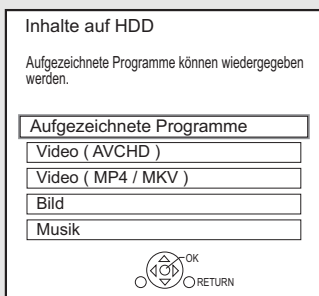 Inhalte auf HDD
Aufgezeichnete Programme können wiedergegeben
werden.
Aufgezeichnete Programme
Video ( AVCHD )
Video ( MP4 / MKV )
Bild
Musik
OK
RETURN